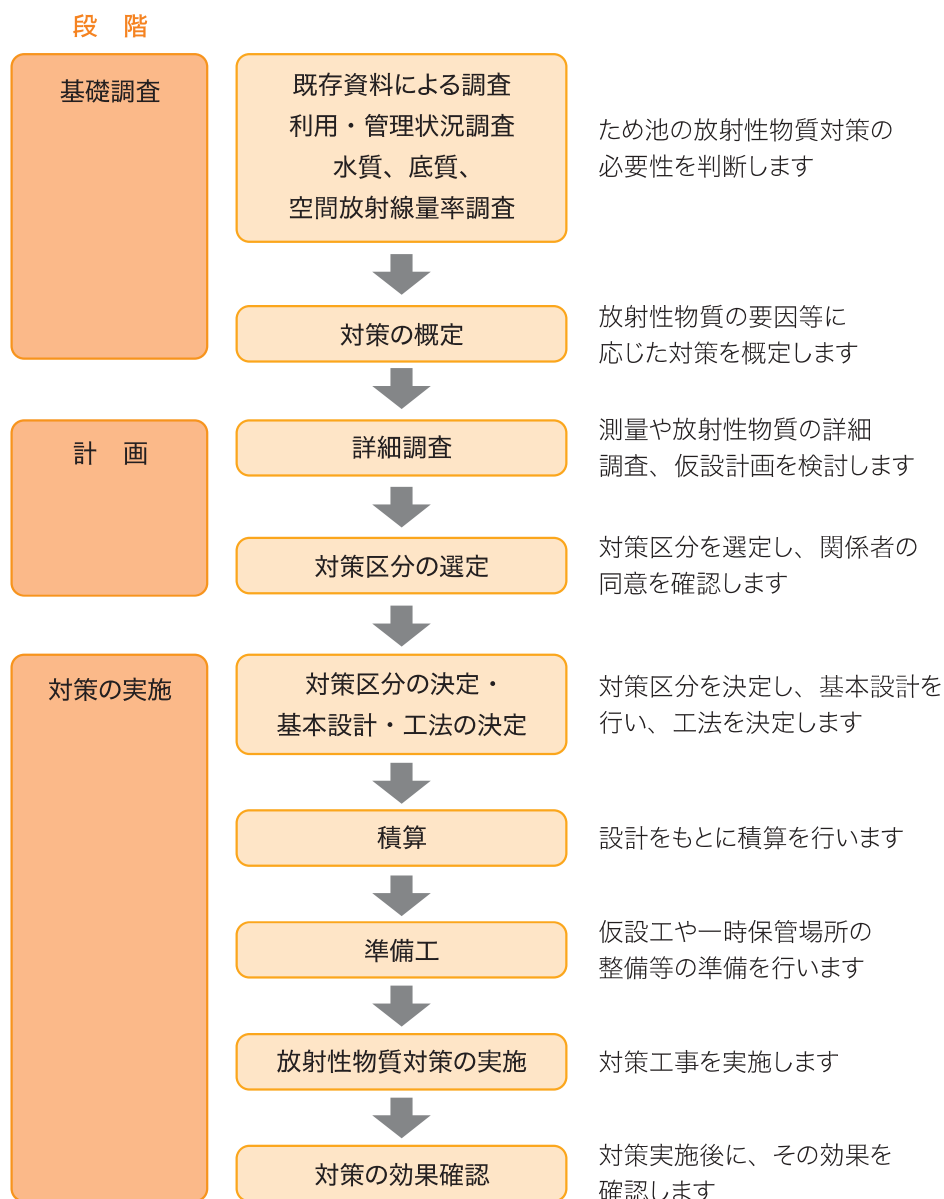 段　階
基礎調査
既存資料による調査
利用・管理状況調査
水質、底質、
空間放射線量率調査
ため池の放射性物質対策の
必要性を判断します
対策の概定
放射性物質の要因等に
応じた対策を概定します
計　画
詳細調査
測量や放射性物質の詳細
調査、仮設計画を検討します
対策区分の選定
対策区分を選定し、関係者の
同意を確認します
対策の実施
対策区分の決定・
基本設計・工法の決定
対策区分を決定し、基本設計を
行い、工法を決定します
積算
設計をもとに積算を行います
準備工
仮設工や一時保管場所の
整備等の準備を行います
放射性物質対策の実施
対策工事を実施します
対策の効果確認
対策実施後に、その効果を
確認します